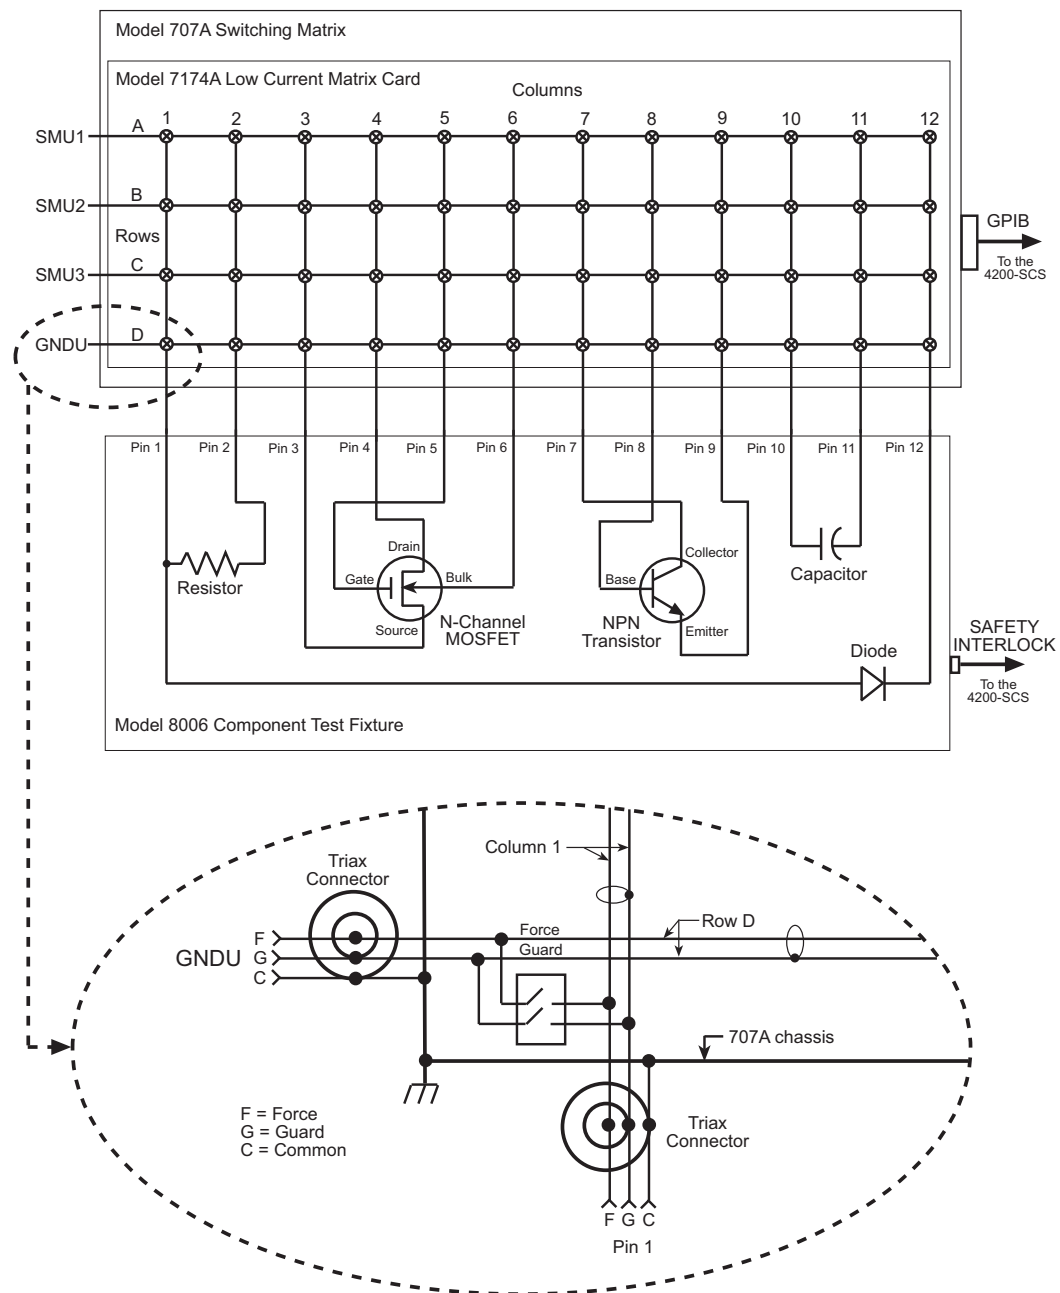 Model 707A Switching Matrix
Model 7174A Low Current Matrix Card
Columns
1 2 3 4 5 6 7 8 9 10 11 12
SMU1 A
SMU2 B
Rows
SMU3 C
GNDU D
GPIB
To the
4200-SCS
Pin 1 Pin 2 Pin 3 Pin 4 Pin 5 Pin 6 Pin 7 Pin 8 Pin 9 Pin 10 Pin 11 Pin 12
Resistor
Drain
Gate
Bulk
Source
N-Channel
MOSFET
Collector
Base
Emitter
NPN
Transistor
Capacitor
Diode
SAFETY
INTERLOCK
To the
4200-SCS
Model 8006 Component Test Fixture
Column 1
Triax
Connector
Row D
Force
Guard
GNDU
F
G
C
707A chassis
F = Force
G = Guard
C = Common
Triax
Connector
F G C
Pin 1